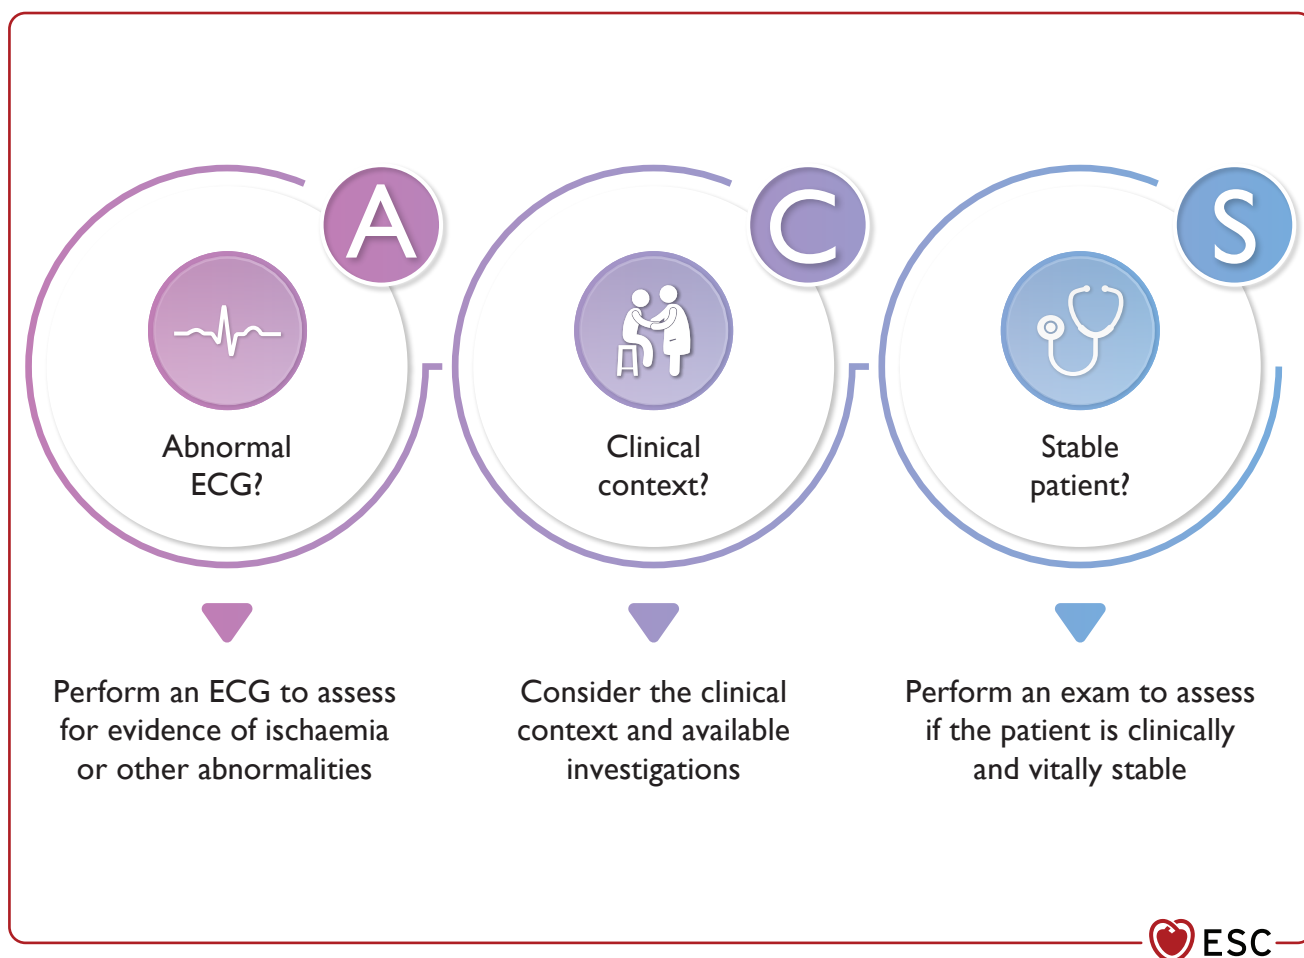 A
Abnormal
ECG?
Perform an ECG to assess
for evidence of ischaemia
or other abnormalities
C
Clinical
context?
Consider the clinical
context and available
investigations
S
Stable
patient?
Perform an exam to assess
if the patient is clinically
and vitally stable
ESC